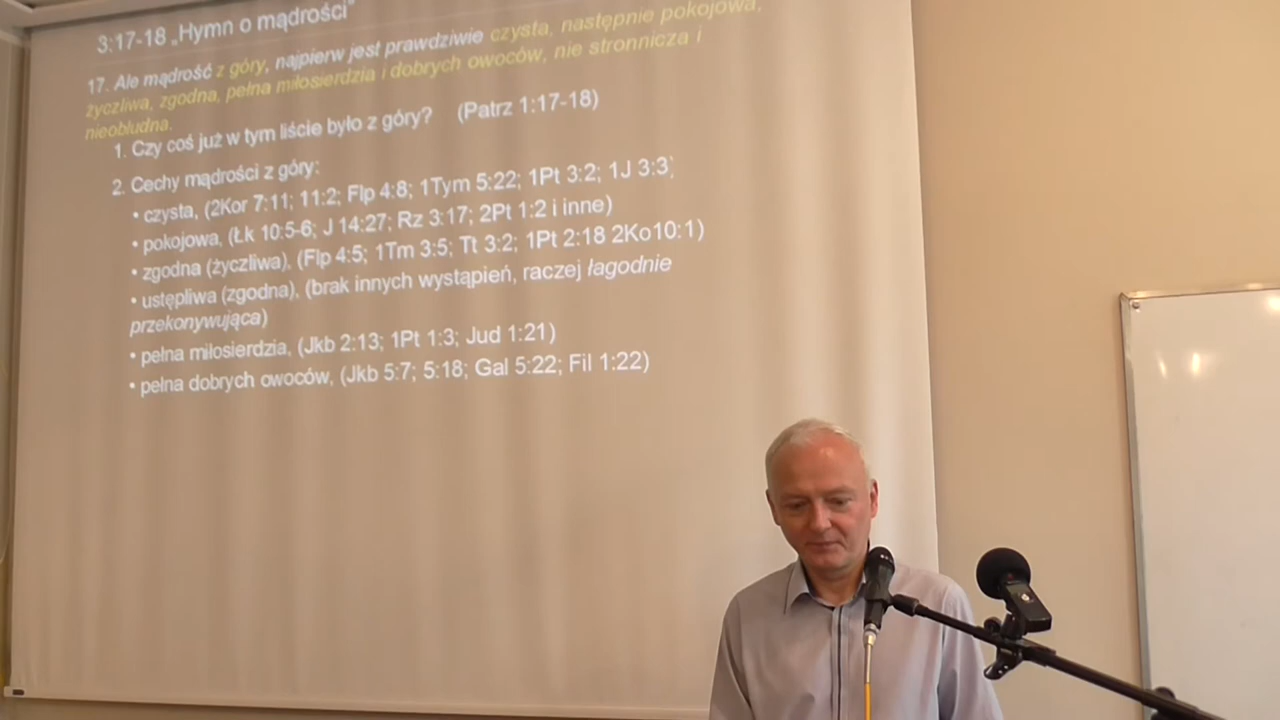 3:17-18 „Hymn o mądrości”
17. Ale mądrość z góry, najpierw jest prawdziwie czysta, następnie pokojowa,
życzliwa, zgodna, pełna miłosierdzia i dobrych owoców, nie stronnicza i
nieobłudna.
1. Czy coś już w tym liście było z góry? (Patrz 1:17-18)
2. Cechy mądrości z góry:
• czysta, (2Kor 7:11; 11:2; Flp 4:8; 1Tym 5:22; 1Pt 3:2; 1J 3:3;
• pokojowa, (Łk 10:5-6; J 14:27; Rz 3:17; 2Pt 1:2 i inne)
• zgodna (życzliwa), (Flp 4:5; 1Tm 3:5; Tt 3:2; 1Pt 2:18 2Ko10:1)
• ustępliwa (zgodna), (brak innych wystąpień, raczej łagodnie
przekonywująca)
• pełna miłosierdzia, (Jkb 2:13; 1Pt 1:3; Jud 1:21)
• pełna dobrych owoców, (Jkb 5:7; 5:18; Gal 5:22; Fil 1:22)